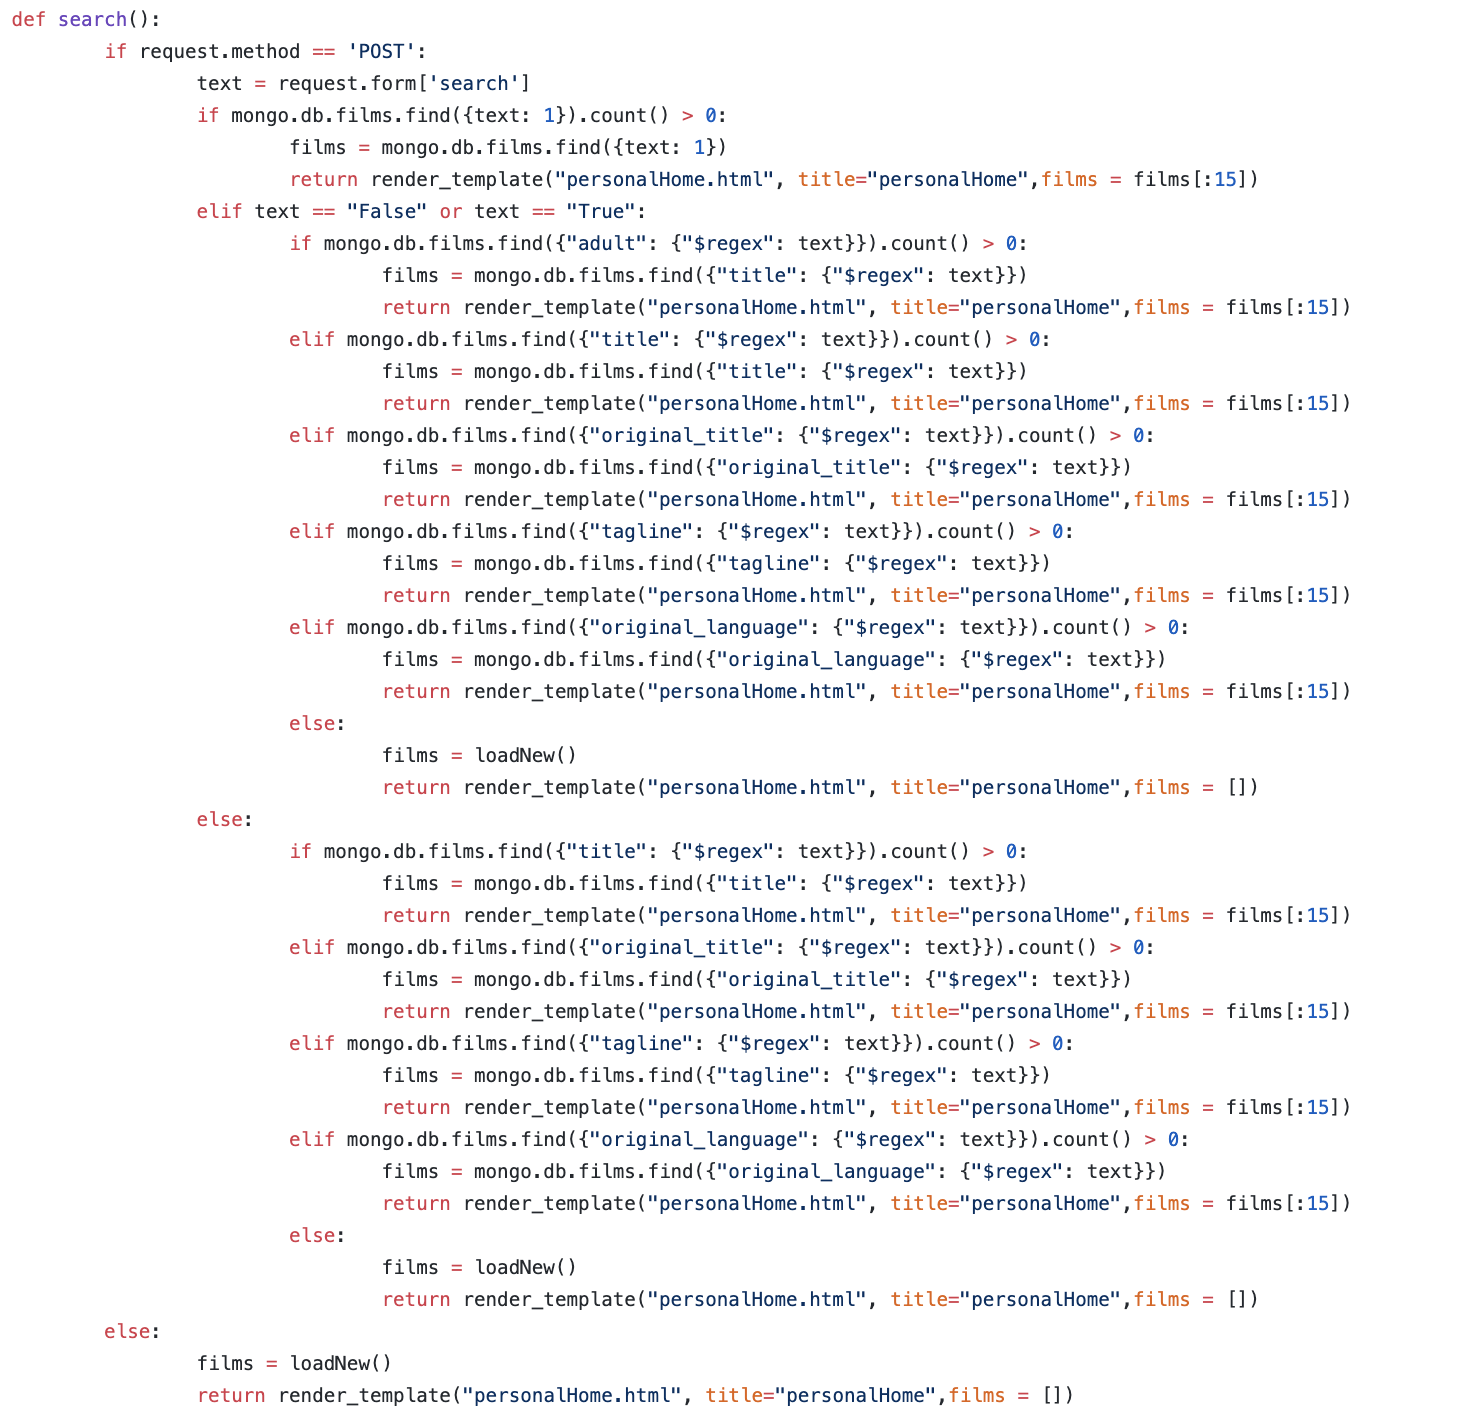 def search():
        if request.method == 'POST':
                text = request.form['search']
                if mongo.db.films.find({text: 1}).count() > 0:
                        films = mongo.db.films.find({text: 1})
                        return render_template("personalHome.html", title="personalHome",films = films[:15])
                elif text == "False" or text == "True":
                        if mongo.db.films.find({"adult": {"$regex": text}}).count() > 0:
                                films = mongo.db.films.find({"title": {"$regex": text}})
                                return render_template("personalHome.html", title="personalHome",films = films[:15])
                        elif mongo.db.films.find({"title": {"$regex": text}}).count() > 0:
                                films = mongo.db.films.find({"title": {"$regex": text}})
                                return render_template("personalHome.html", title="personalHome",films = films[:15])
                        elif mongo.db.films.find({"original_title": {"$regex": text}}).count() > 0:
                                films = mongo.db.films.find({"original_title": {"$regex": text}})
                                return render_template("personalHome.html", title="personalHome",films = films[:15])
                        elif mongo.db.films.find({"tagline": {"$regex": text}}).count() > 0:
                                films = mongo.db.films.find({"tagline": {"$regex": text}})
                                return render_template("personalHome.html", title="personalHome",films = films[:15])
                        elif mongo.db.films.find({"original_language": {"$regex": text}}).count() > 0:
                                films = mongo.db.films.find({"original_language": {"$regex": text}})
                                return render_template("personalHome.html", title="personalHome",films = films[:15])
                        else:
                                films = loadNew()
                                return render_template("personalHome.html", title="personalHome",films = [])
                else:
                        if mongo.db.films.find({"title": {"$regex": text}}).count() > 0:
                                films = mongo.db.films.find({"title": {"$regex": text}})
                                return render_template("personalHome.html", title="personalHome",films = films[:15])
                        elif mongo.db.films.find({"original_title": {"$regex": text}}).count() > 0:
                                films = mongo.db.films.find({"original_title": {"$regex": text}})
                                return render_template("personalHome.html", title="personalHome",films = films[:15])
                        elif mongo.db.films.find({"tagline": {"$regex": text}}).count() > 0:
                                films = mongo.db.films.find({"tagline": {"$regex": text}})
                                return render_template("personalHome.html", title="personalHome",films = films[:15])
                        elif mongo.db.films.find({"original_language": {"$regex": text}}).count() > 0:
                                films = mongo.db.films.find({"original_language": {"$regex": text}})
                                return render_template("personalHome.html", title="personalHome",films = films[:15])
                        else:
                                films = loadNew()
                                return render_template("personalHome.html", title="personalHome",films = [])
        else:
                films = loadNew()
                return render_template("personalHome.html", title="personalHome",films = [])